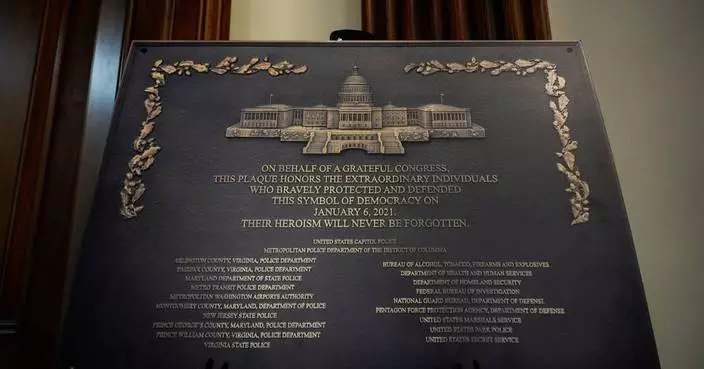 ON BEHALF OF A GRATEFUL CONGRESS,
THIS PLAQUE HONORS THE EXTRAORDINARY INDIVIDUALS
WHO BRAVELY PROTECTED AND DEFENDED
THIS SYMBOL OF DEMOCRACY ON
JANUARY 6, 2021.
THEIR HEROISM WILL NEVER BE FORGOTTEN.
UNITED STATES CAPITOL POLICE
METROPOLITAN POLICE DEPARTMENT OF THE DISTRICT OF COLUMBIA
ARLINGTON COUNTY, VIRGINIA, POLICE DEPARTMENT
FAIRFAX COUNTY, VIRGINIA, POLICE DEPARTMENT
MARYLAND DEPARTMENT OF STATE POLICE
METRO TRANSIT POLICE DEPARTMENT
METROPOLITAN WASHINGTON AIRPORTS AUTHORITY
MONTGOMERY COUNTY, MARYLAND, DEPARTMENT OF POLICE
NEW JERSEY STATE POLICE
PRINCE GEORGE'S COUNTY, MARYLAND, POLICE DEPARTMENT
PRINCE WILLIAM COUNTY, VIRGINIA, POLICE DEPARTMENT
VIRGINIA STATE POLICE
BUREAU OF ALCOHOL, TOBACCO, FIREARMS AND EXPLOSIVES
DEPARTMENT OF HEALTH AND HUMAN SERVICES
DEPARTMENT OF HOMELAND SECURITY
FEDERAL BUREAU OF INVESTIGATION
NATIONAL GUARD BUREAU, DEPARTMENT OF DEFENSE
PENTAGON FORCE PROTECTION AGENCY, DEPARTMENT OF DEFENSE
UNITED STATES MARSHALS SERVICE
UNITED STATES PARK POLICE
UNITED STATES SECRET SERVICE